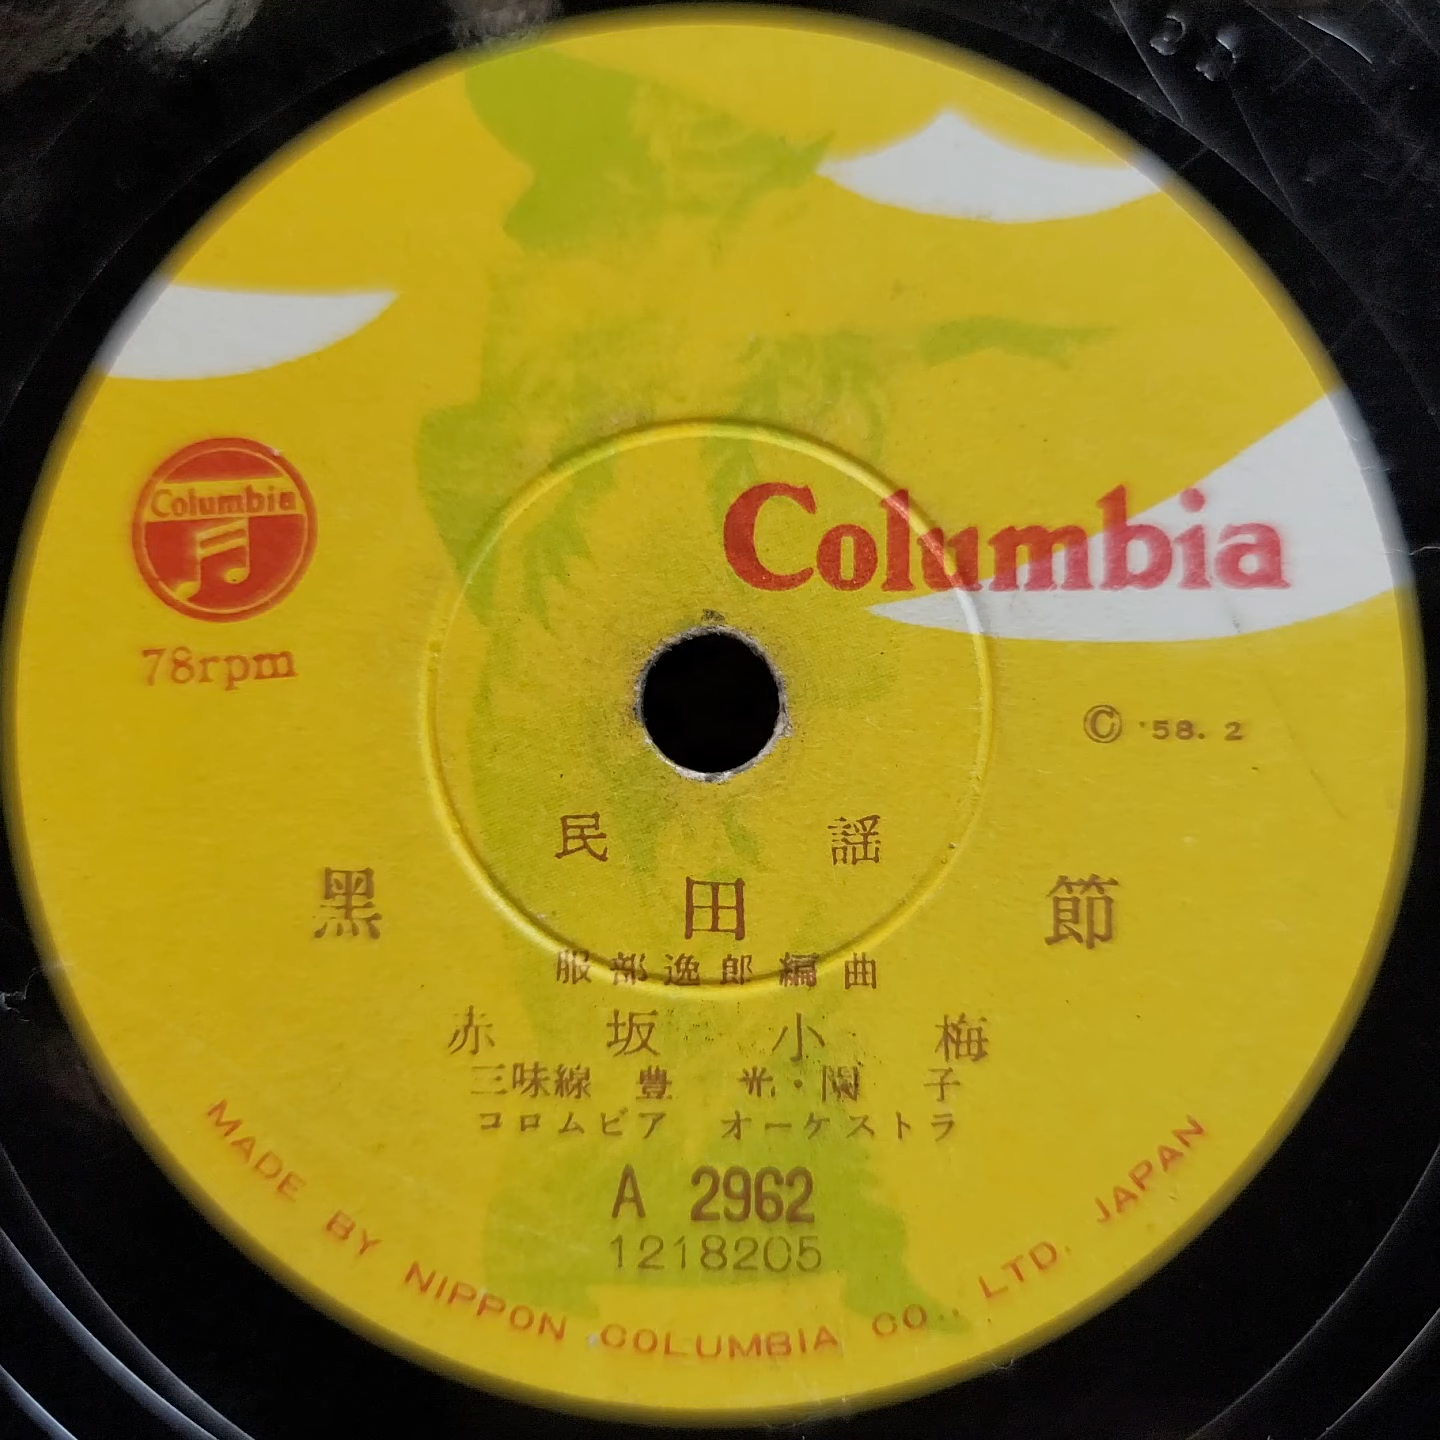 Columbia
Columbia
78rpm
Ⓒ '58. 2
民謡
黒田節
服部逸郎編曲
赤坂小梅
三味線 豊 光・ 子
コロムビア オーケストラ
A 2962
1218205
MADE BY NIPPON COLUMBIA CO., LTD. JAPAN